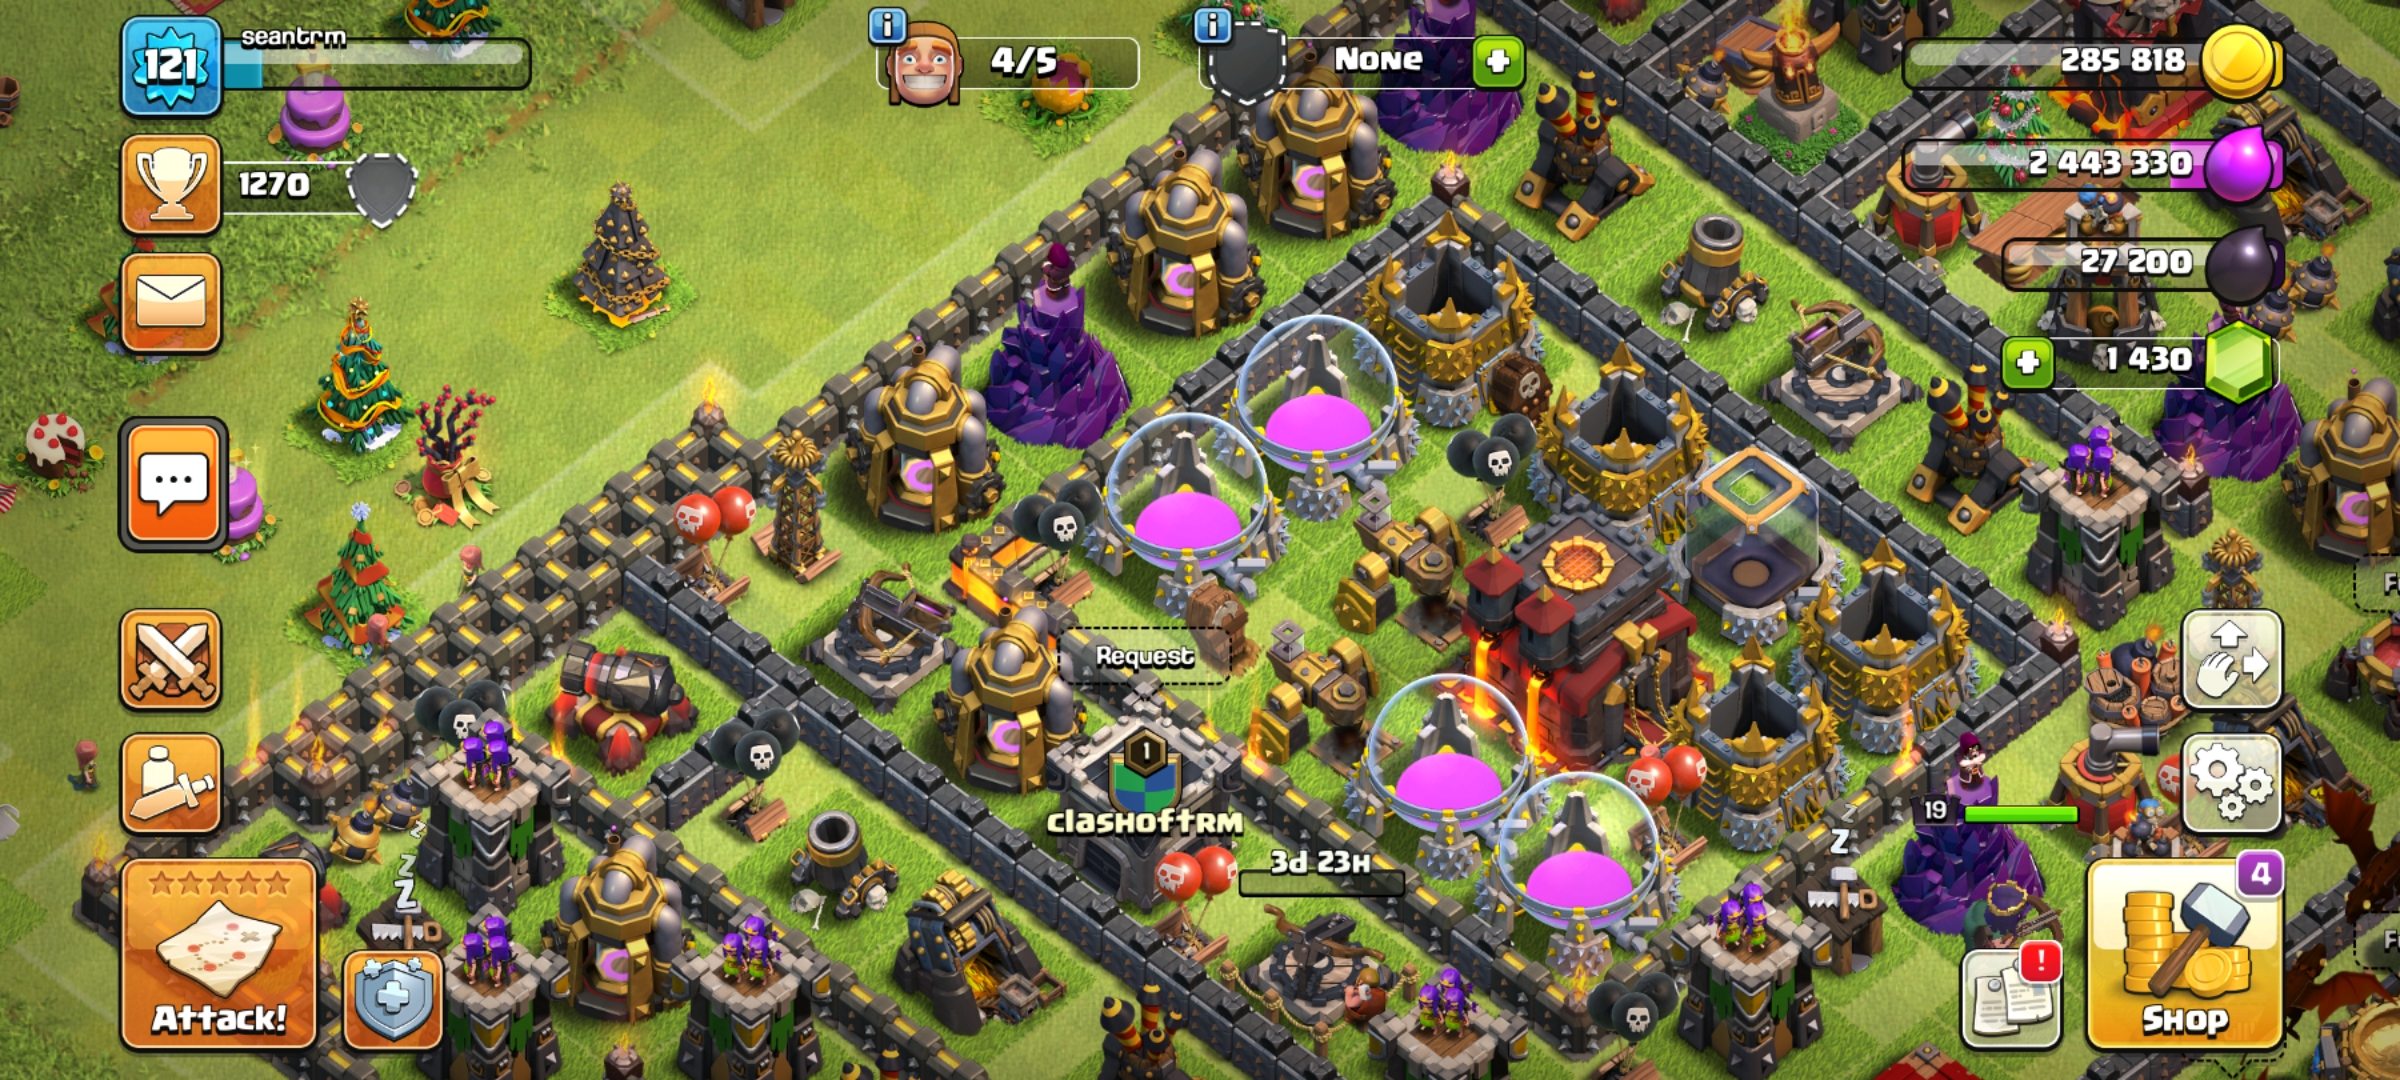 121
seantrm
i
4/5
i
None
285 818
1270
2 443 330
27 200
1 430
Request
1
clashoftRM
19
3d 23H
z
z
Z
Z
z
4
!
Attack!
Shop